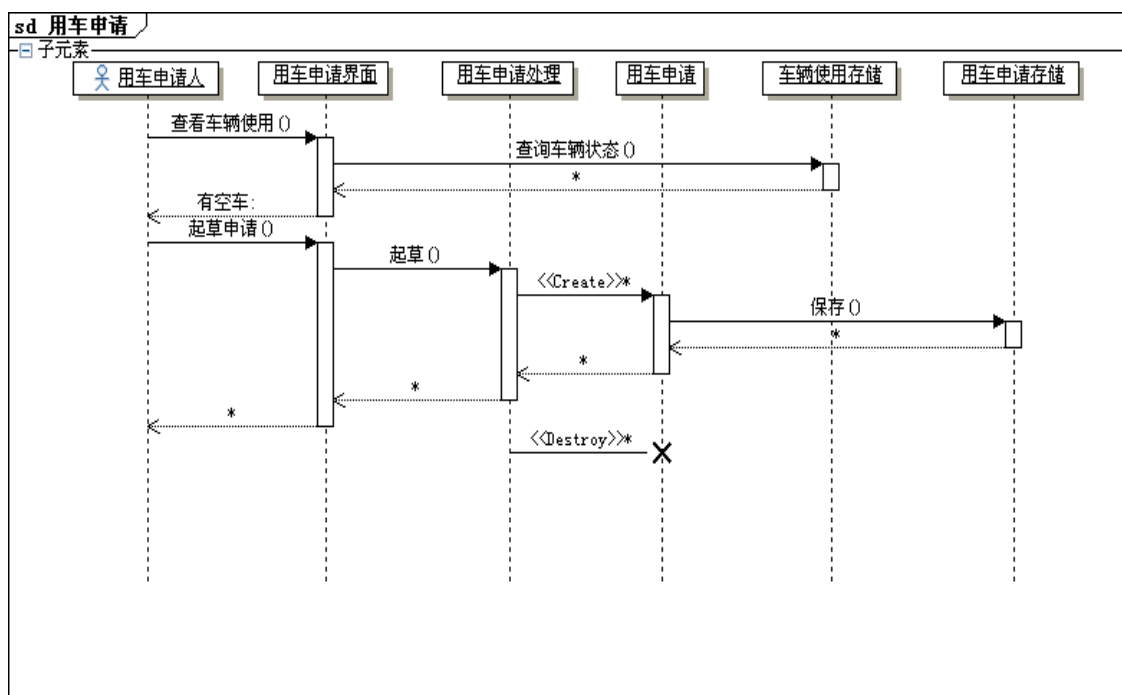 sd 用车申请
子元素
用车申请人
用车申请界面
用车申请处理
用车申请
车辆使用存储
用车申请存储
查看车辆使用()
查询车辆状态()
*
有空车:
起草申请()
起草()
<<Create>>*
保存()
*
*
*
*
<<Destroy>>*